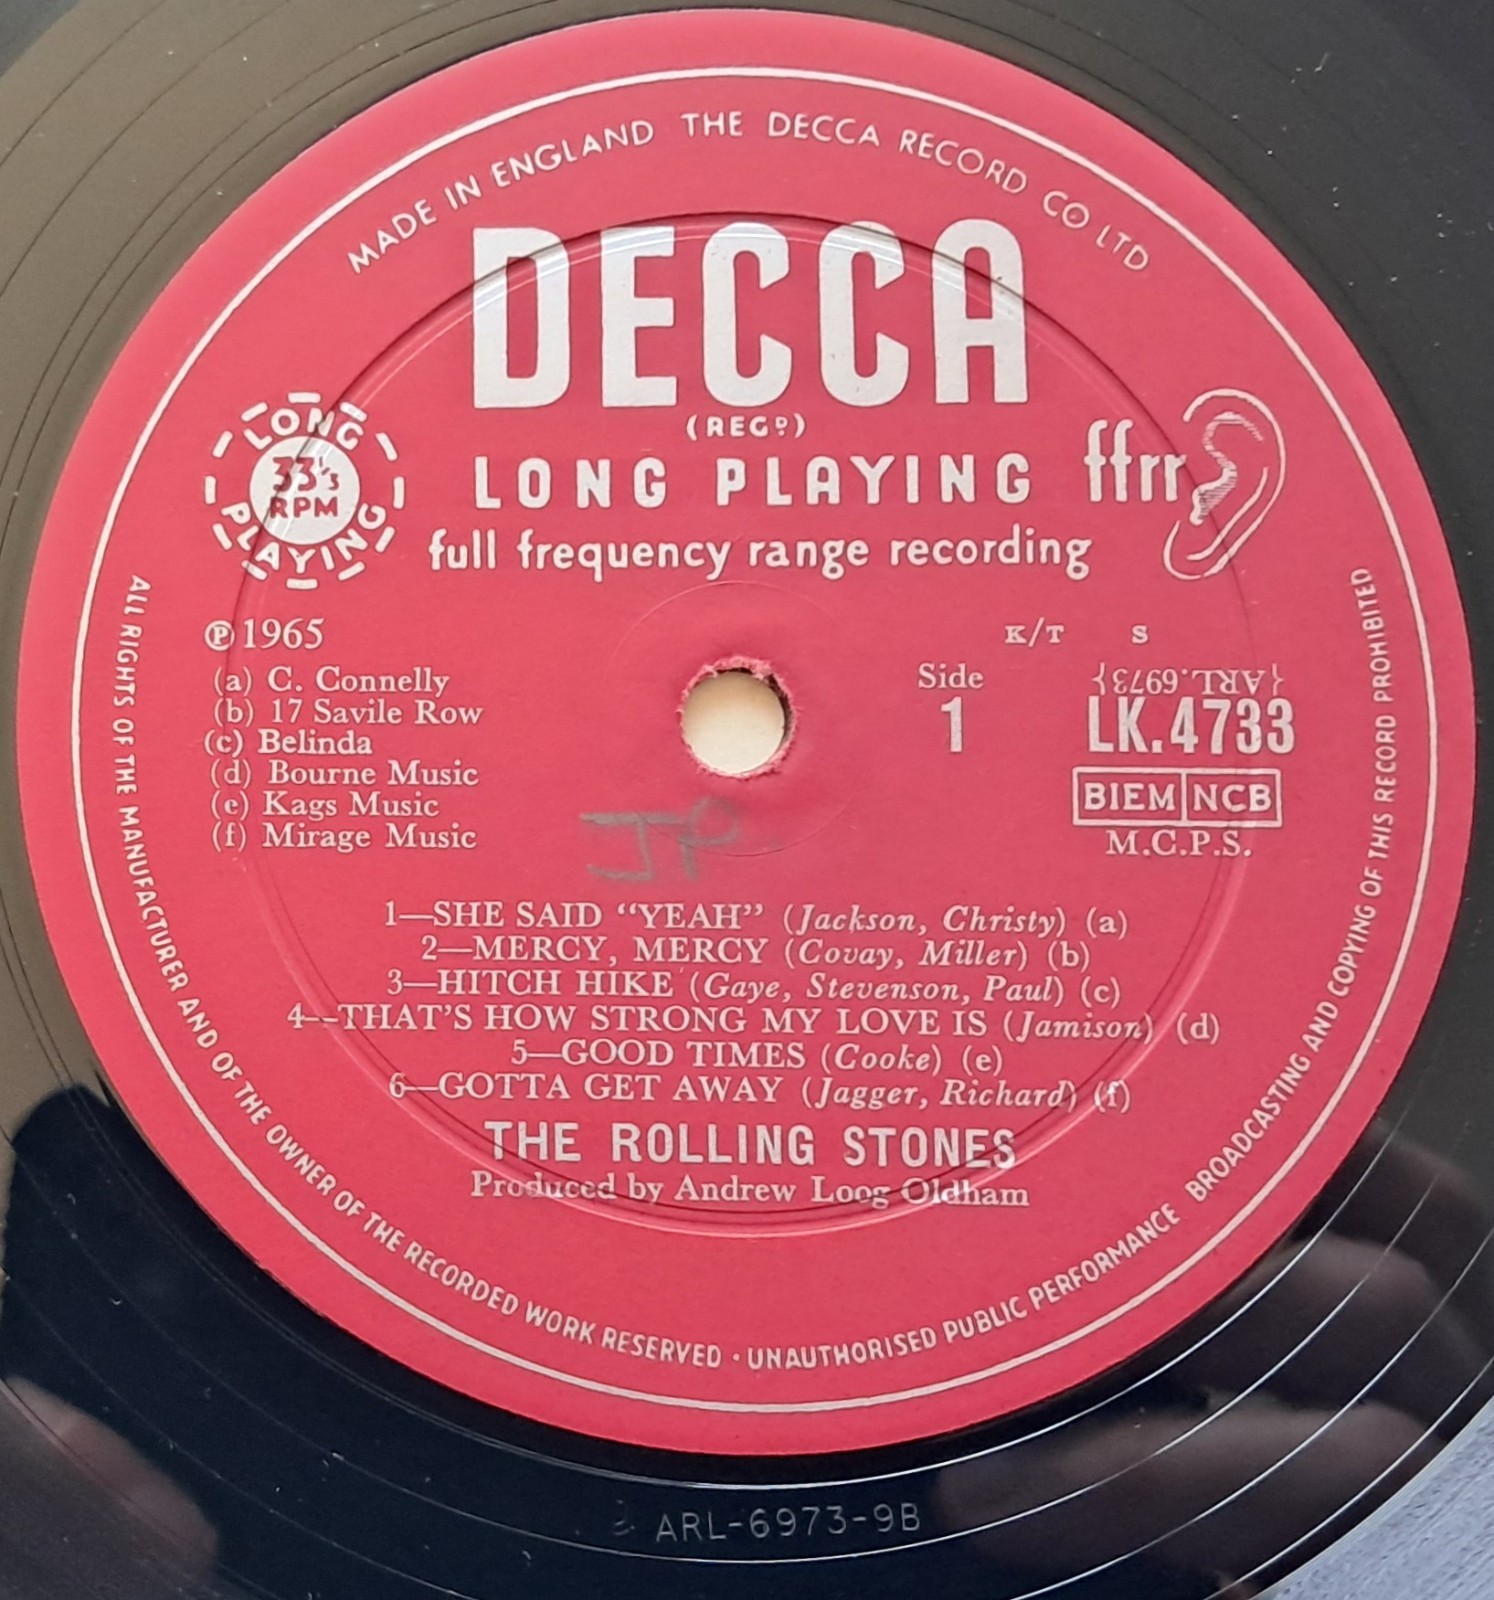 MADE IN ENGLAND THE DECCA RECORD CO LTD
DECCA
(REGD)
LONG PLAYING
ffrr
full frequency range recording
LONG
33⅓
RPM
PLAYING
℗ 1965
(a) C. Connelly
(b) 17 Savile Row
(c) Belinda
(d) Bourne Music
(e) Kags Music
(f) Mirage Music
K/T S
Side
1
{ARL.6973}
LK.4733
BIEM NCB
M.C.P.S.
JP
1—SHE SAID “YEAH” (Jackson, Christy) (a)
2—MERCY, MERCY (Covay, Miller) (b)
3—HITCH HIKE (Gaye, Stevenson, Paul) (c)
4—THAT'S HOW STRONG MY LOVE IS (Jamison) (d)
5—GOOD TIMES (Cooke) (e)
6—GOTTA GET AWAY (Jagger, Richard) (f)
THE ROLLING STONES
Produced by Andrew Loog Oldham
ALL RIGHTS OF THE MANUFACTURER AND OF THE OWNER OF THE RECORDED WORK RESERVED · UNAUTHORISED PUBLIC PERFORMANCE BROADCASTING AND COPYING OF THIS RECORD PROHIBITED
ARL-6973-9B